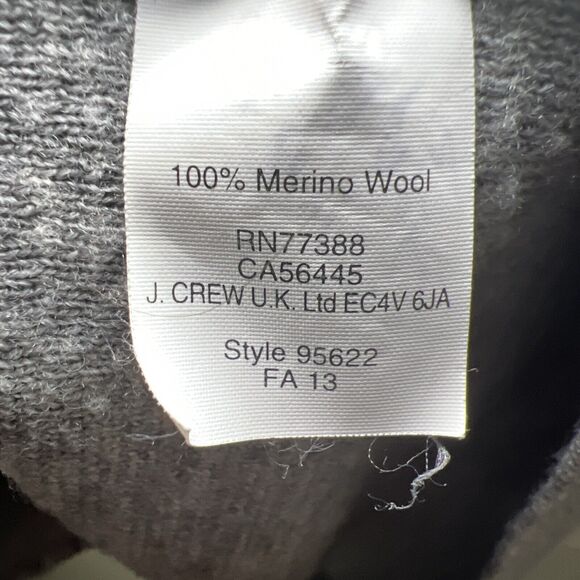 100% Merino Wool
RN77388
CA56445
J. CREW U.K. Ltd EC4V 6JA
Style 95622
FA 13